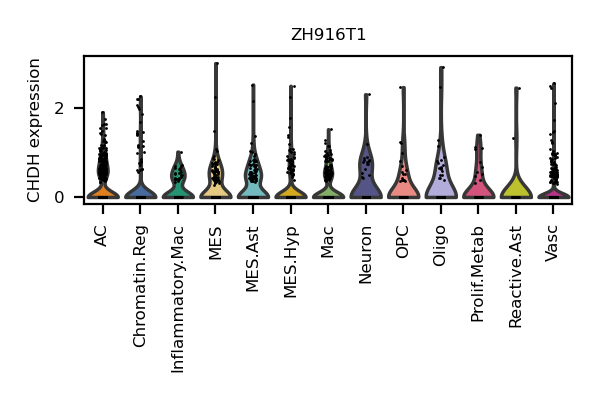 ZH916T1
CHDH expression
2
0
AC
Chromatin.Reg
Inflammatory.Mac
MES
MES.Ast
MES.Hyp
Mac
Neuron
OPC
Oligo
Prolif.Metab
Reactive.Ast
Vasc